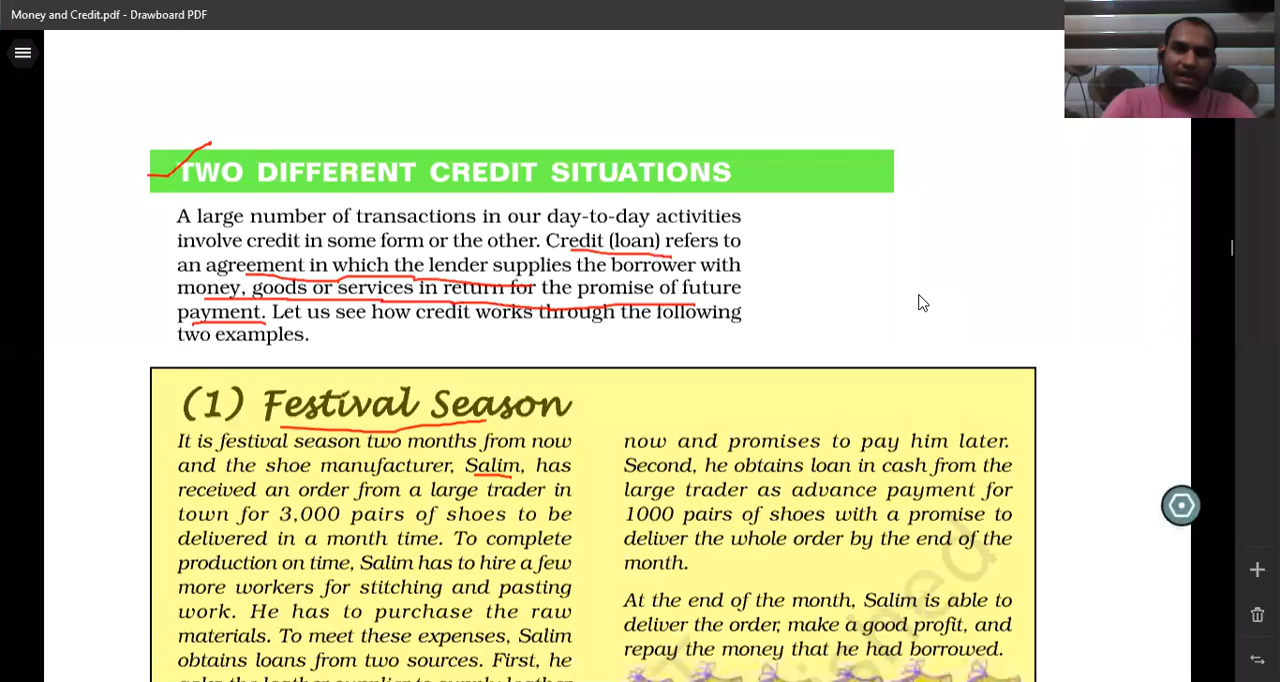 Money and Credit.pdf - Drawboard PDF
TWO DIFFERENT CREDIT SITUATIONS
A large number of transactions in our day-to-day activities
involve credit in some form or the other. Credit (loan) refers to
an agreement in which the lender supplies the borrower with
money, goods or services in return for the promise of future
payment. Let us see how credit works through the following
two examples.
(1) Festival Season
It is festival season two months from now
and the shoe manufacturer, Salim, has
received an order from a large trader in
town for 3,000 pairs of shoes to be
delivered in a month time. To complete
production on time, Salim has to hire a few
more workers for stitching and pasting
work. He has to purchase the raw
materials. To meet these expenses, Salim
obtains loans from two sources. First, he
asks the leather supplier to supply leather
now and promises to pay him later.
Second, he obtains loan in cash from the
large trader as advance payment for
1000 pairs of shoes with a promise to
deliver the whole order by the end of the
month.
At the end of the month, Salim is able to
deliver the order, make a good profit, and
repay the money that he had borrowed.